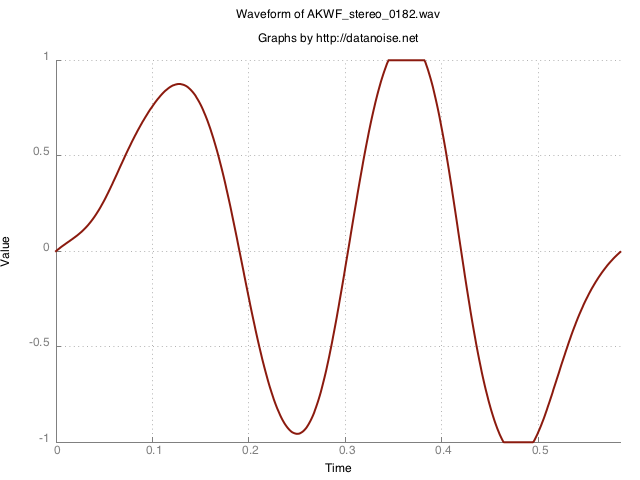 Waveform of AKWF_stereo_0182.wav
Graphs by http://datanoise.net
1
0.5
0
-0.5
-1
Value
0 0.1 0.2 0.3 0.4 0.5
Time